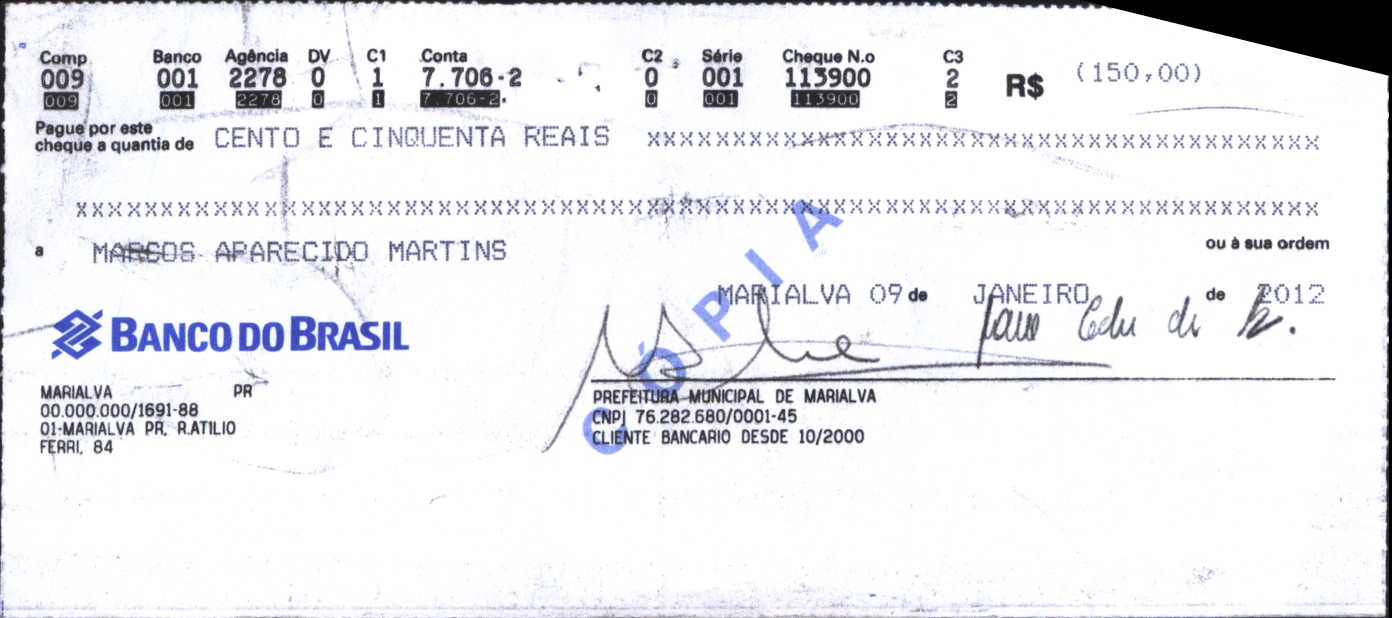 Comp Banco Agência DV C1 Conta C2 Série Cheque N.o C3
009 001 2278 0 1 7.706-2 0 001 113900 2 R$ (150,00)
009 001 2278 0 1 7.706-2 0 001 113900 2
Pague por este
cheque a quantia de CENTO E CINQUENTA REAIS XXXXXXXXXXXXXXXXXXXXXXXXXXXXXXXXXXXXXXXX
XXXXXXXXXXXXXXXXXXXXXXXXXXXXXXXXXXXXXXXXXXXXXXXXXXXXXXXXXXXXXXXXXXXXXXXXX
a MARCOS APARECIDO MARTINS ou à sua ordem
MARIALVA 09 de JANEIRO de 2012
BANCO DO BRASIL
CÓPIA
MARIALVA PR
00.000.000/1691-88
01-MARIALVA PR, R.ATILIO
FERRI, 84
PREFEITURA MUNICIPAL DE MARIALVA
CNPJ 76.282.680/0001-45
CLIENTE BANCARIO DESDE 10/2000